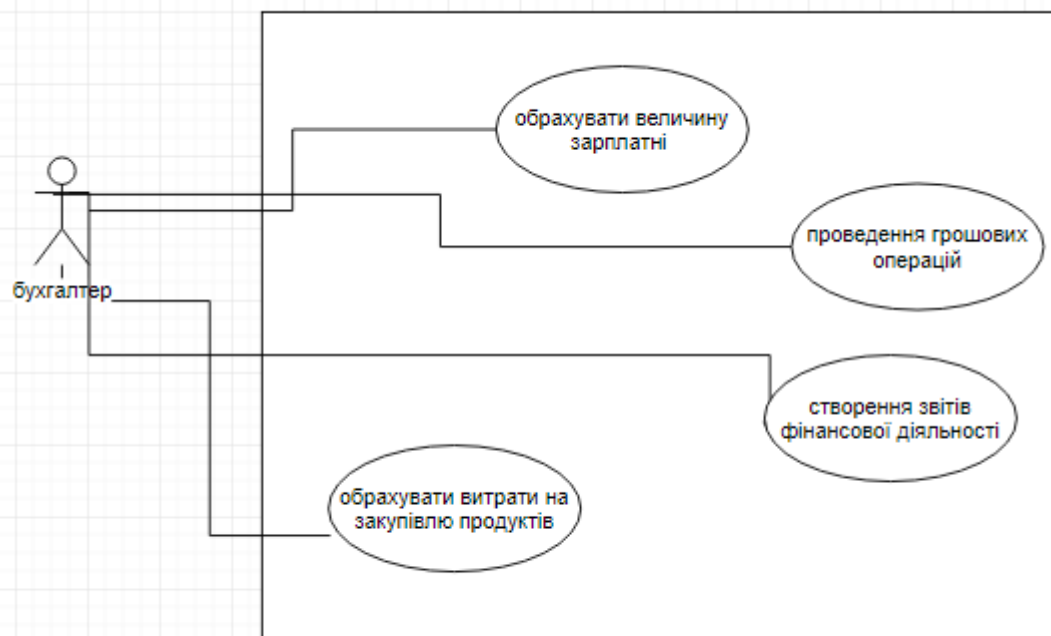 обрахувати величину
зарплатні
проведення грошових
операцій
бухгалтер
створення звітів
фінансової діяльності
обрахувати витрати на
закупівлю продуктів